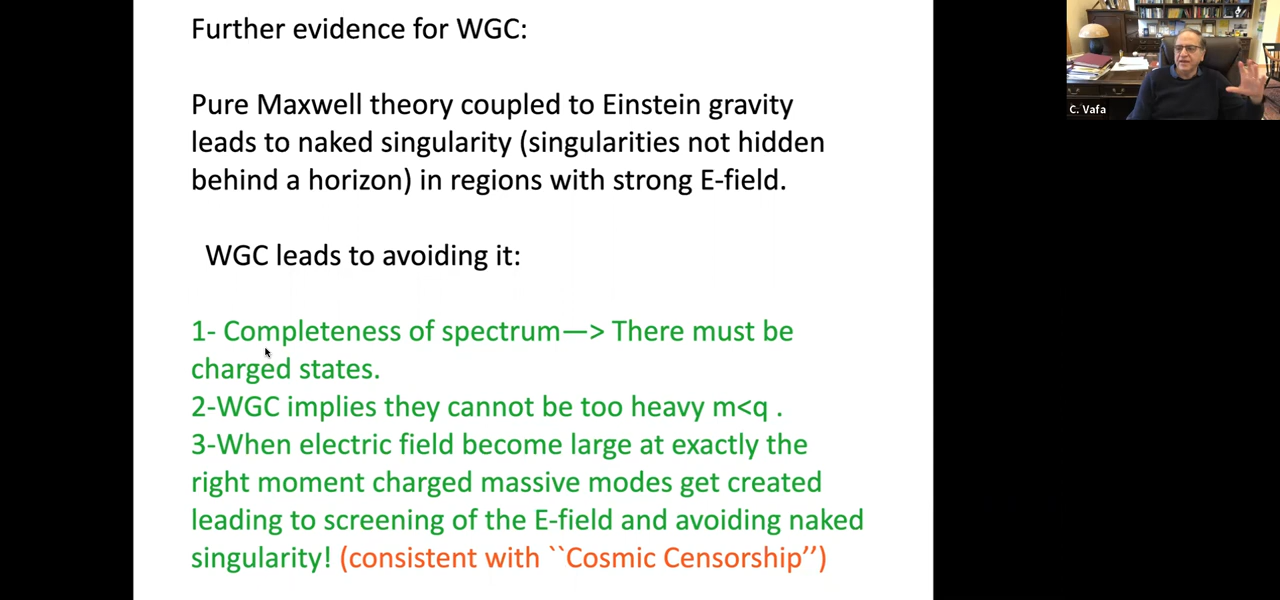 Further evidence for WGC:
Pure Maxwell theory coupled to Einstein gravity
leads to naked singularity (singularities not hidden
behind a horizon) in regions with strong E-field.
WGC leads to avoiding it:
1- Completeness of spectrum—> There must be
charged states.
2-WGC implies they cannot be too heavy m<q .
3-When electric field become large at exactly the
right moment charged massive modes get created
leading to screening of the E-field and avoiding naked
singularity! (consistent with ``Cosmic Censorship’’)
C. Vafa